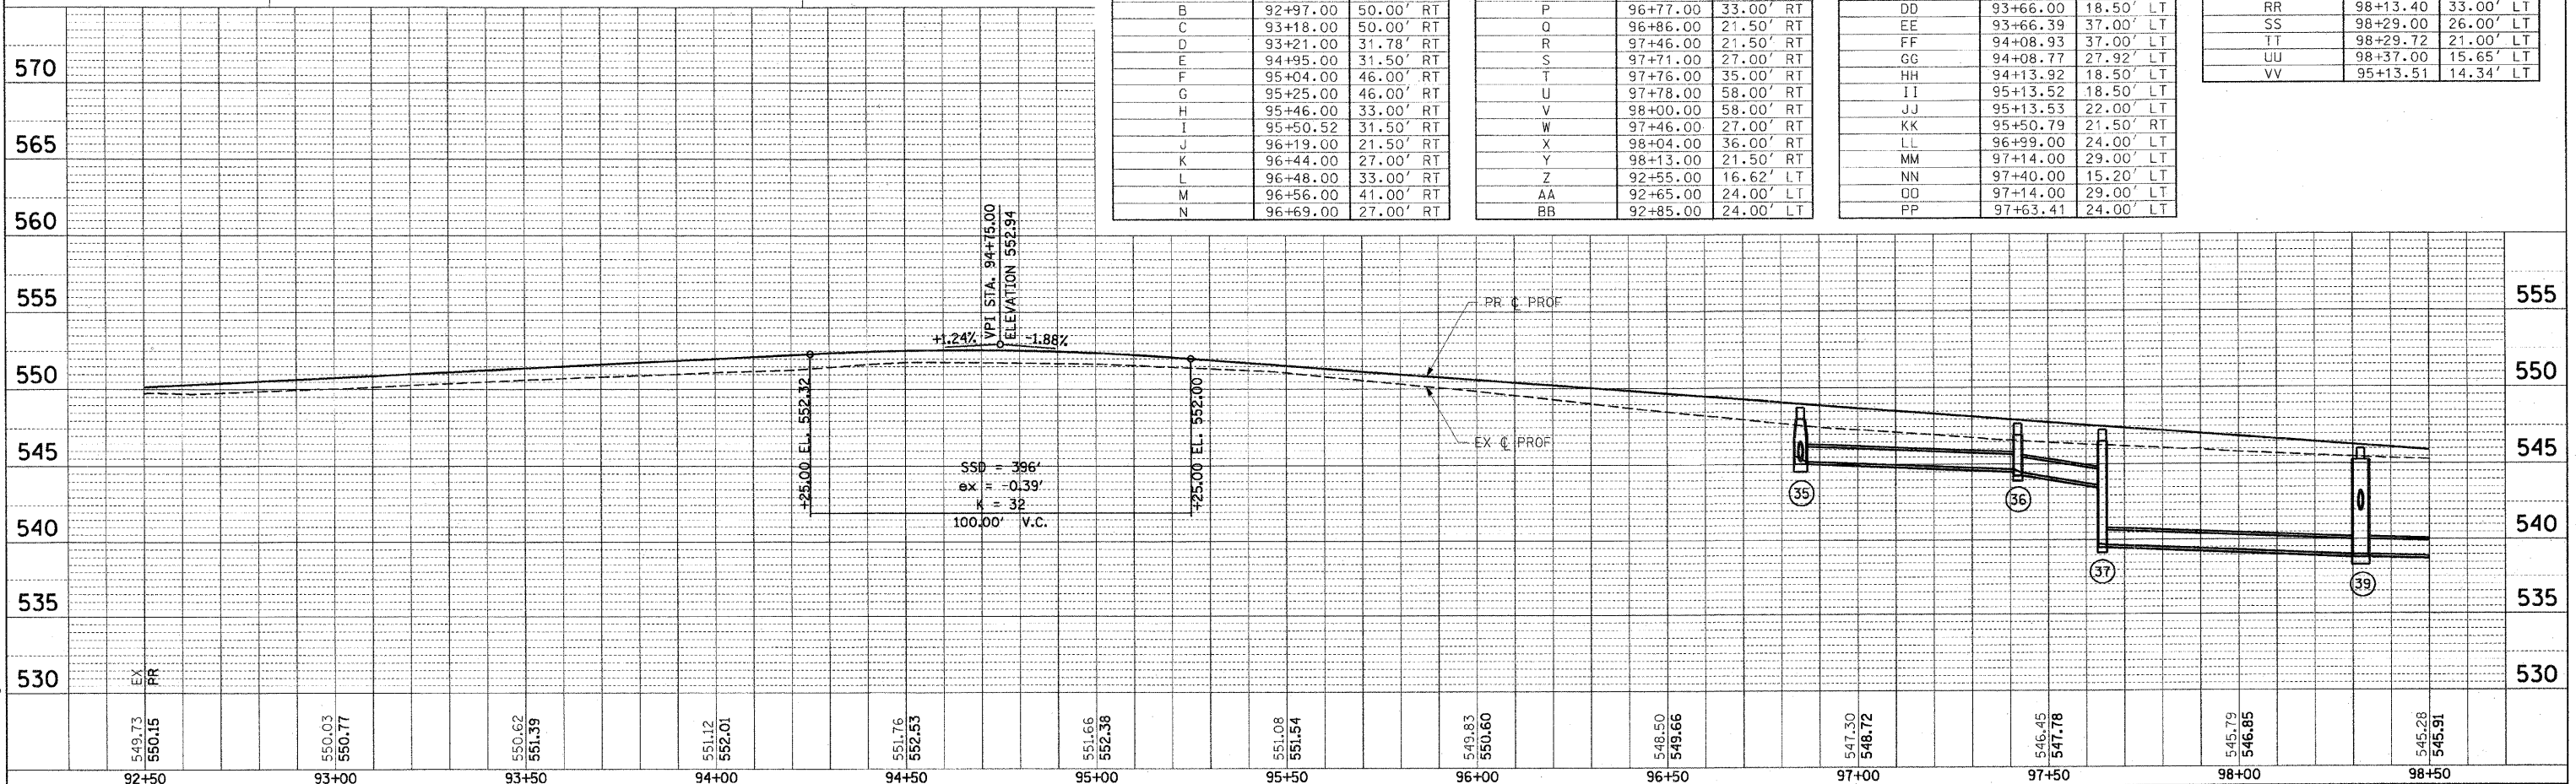 B 92+97.00 50.00' RT
C 93+18.00 50.00' RT
D 93+21.00 31.78' RT
E 94+95.00 31.50' RT
F 95+04.00 46.00' RT
G 95+25.00 46.00' RT
H 95+46.00 33.00' RT
I 95+50.52 31.50' RT
J 96+19.00 21.50' RT
K 96+44.00 27.00' RT
L 96+48.00 33.00' RT
M 96+56.00 41.00' RT
N 96+69.00 27.00' RT
P 96+77.00 33.00' RT
Q 96+86.00 21.50' RT
R 97+46.00 21.50' RT
S 97+71.00 27.00' RT
T 97+76.00 35.00' RT
U 97+78.00 58.00' RT
V 98+00.00 58.00' RT
W 97+46.00 27.00' RT
X 98+04.00 36.00' RT
Y 98+13.00 21.50' RT
Z 92+55.00 16.62' LT
AA 92+65.00 24.00' LT
BB 92+85.00 24.00' LT
DD 93+66.00 18.50' LT
EE 93+66.39 37.00' LT
FF 94+08.93 37.00' LT
GG 94+08.77 27.92' LT
HH 94+13.92 18.50' LT
II 95+13.52 18.50' LT
JJ 95+13.53 22.00' LT
KK 95+50.79 21.50' RT
LL 96+99.00 24.00' LT
MM 97+14.00 29.00' LT
NN 97+40.00 15.20' LT
OO 97+14.00 29.00' LT
PP 97+63.41 24.00' LT
RR 98+13.40 33.00' LT
SS 98+29.00 26.00' LT
TT 98+29.72 21.00' LT
UU 98+37.00 15.65' LT
VV 95+13.51 14.34' LT
570
565
560
555 555
550 550
545 545
540 540
535 535
530 530
VPI STA. 94+75.00
ELEVATION 552.94
+1.24% -1.88%
PR ℄ PROF
EX ℄ PROF
+25.00 EL. 552.32
+25.00 EL. 552.00
SSD = 396'
ex = -0.39'
K = 32
100.00' V.C.
35
36
37
39
EX
PR
549.73
550.15
550.03
550.77
550.62
551.39
551.12
552.01
551.76
552.53
551.66
552.38
551.08
551.54
549.83
550.60
548.50
549.66
547.30
548.72
546.45
547.78
545.79
546.85
545.28
545.91
92+50 93+00 93+50 94+00 94+50 95+00 95+50 96+00 96+50 97+00 97+50 98+00 98+50